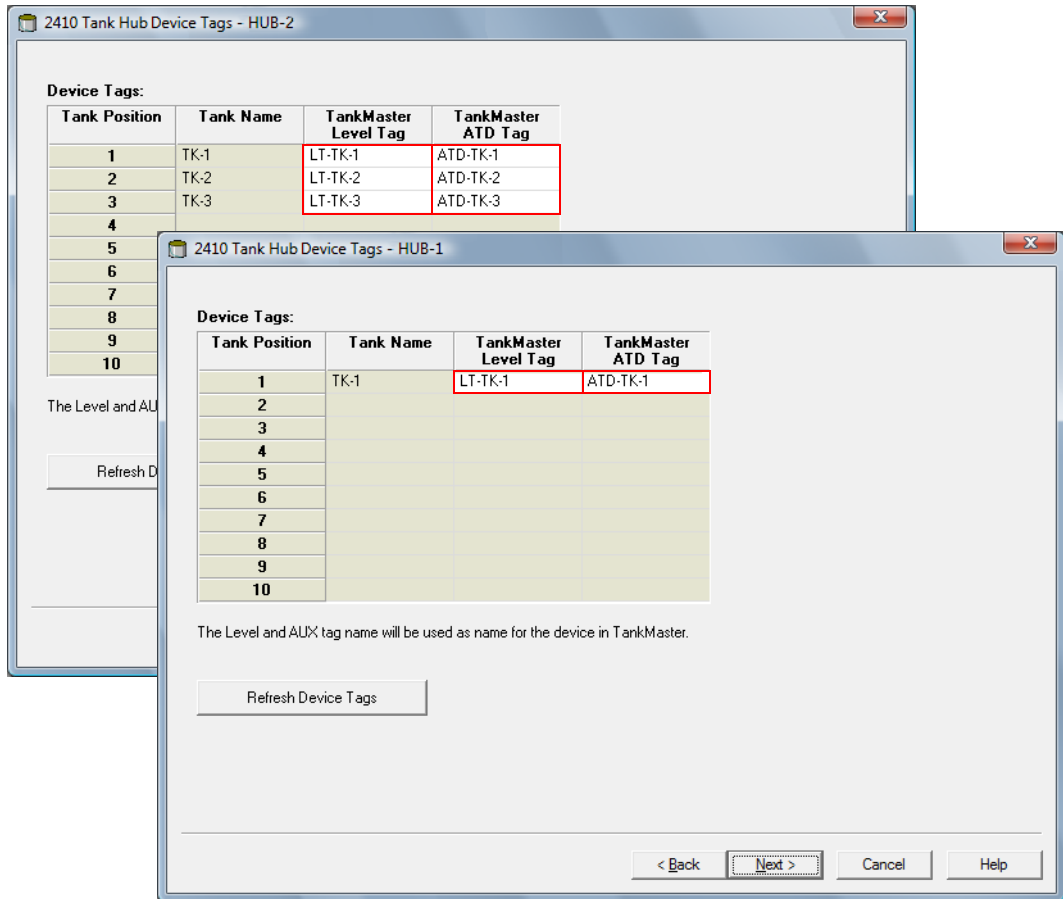 2410 Tank Hub Device Tags - HUB-2
Device Tags:
Tank Position Tank Name TankMaster Level Tag TankMaster ATD Tag
1 TK-1 LT-TK-1 ATD-TK-1
2 TK-2 LT-TK-2 ATD-TK-2
3 TK-3 LT-TK-3 ATD-TK-3
4
5
6
7
8
9
10
The Level and AU
Refresh D
2410 Tank Hub Device Tags - HUB-1
Device Tags:
Tank Position Tank Name TankMaster Level Tag TankMaster ATD Tag
1 TK-1 LT-TK-1 ATD-TK-1
2
3
4
5
6
7
8
9
10
The Level and AUX tag name will be used as name for the device in TankMaster.
Refresh Device Tags
< Back Next > Cancel Help